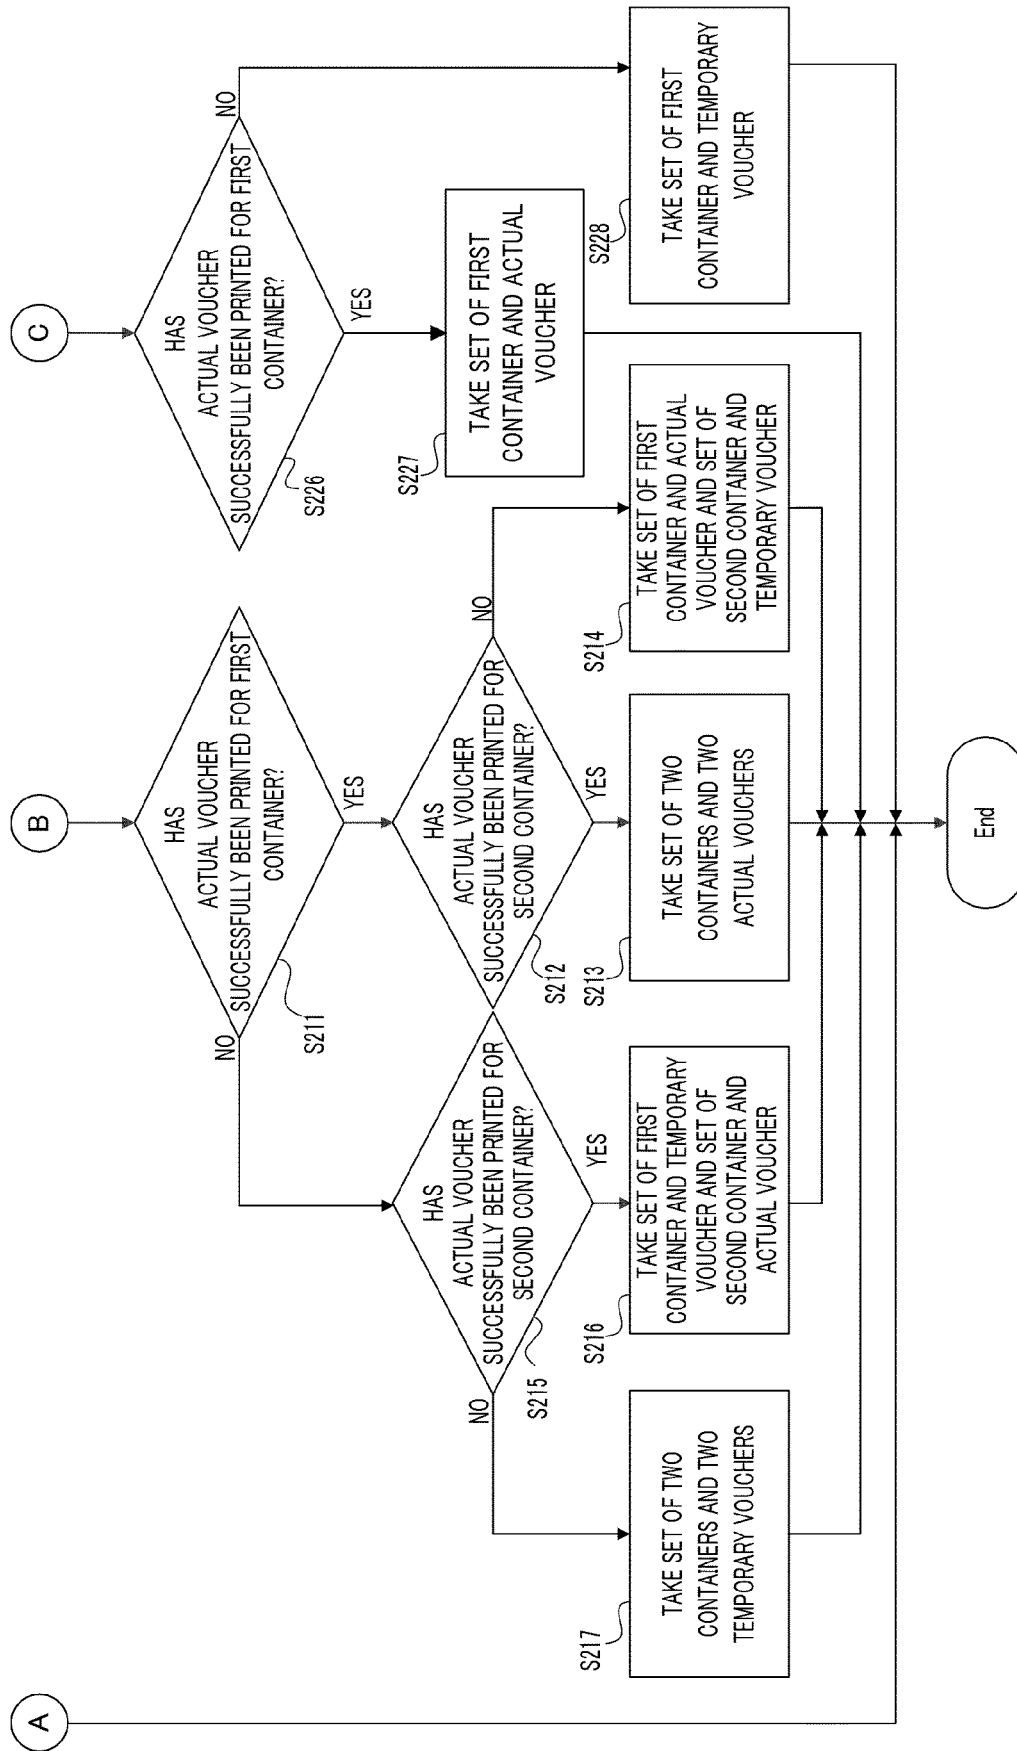 A
B
C
HAS
ACTUAL VOUCHER
SUCCESSFULLY BEEN PRINTED FOR FIRST
CONTAINER?
NO
YES
S211
HAS
ACTUAL VOUCHER
SUCCESSFULLY BEEN PRINTED FOR FIRST
CONTAINER?
NO
YES
S226
HAS
ACTUAL VOUCHER
SUCCESSFULLY BEEN PRINTED FOR
SECOND CONTAINER?
NO
YES
S215
HAS
ACTUAL VOUCHER
SUCCESSFULLY BEEN PRINTED FOR
SECOND CONTAINER?
NO
YES
S212
S227
TAKE SET OF FIRST
CONTAINER AND ACTUAL
VOUCHER
S217
TAKE SET OF TWO
CONTAINERS AND TWO
TEMPORARY VOUCHERS
S216
TAKE SET OF FIRST
CONTAINER AND TEMPORARY
VOUCHER AND SET OF
SECOND CONTAINER AND
ACTUAL VOUCHER
S213
TAKE SET OF TWO
CONTAINERS AND TWO
ACTUAL VOUCHERS
S214
TAKE SET OF FIRST
CONTAINER AND ACTUAL
VOUCHER AND SET OF
SECOND CONTAINER AND
TEMPORARY VOUCHER
S228
TAKE SET OF FIRST
CONTAINER AND TEMPORARY
VOUCHER
End